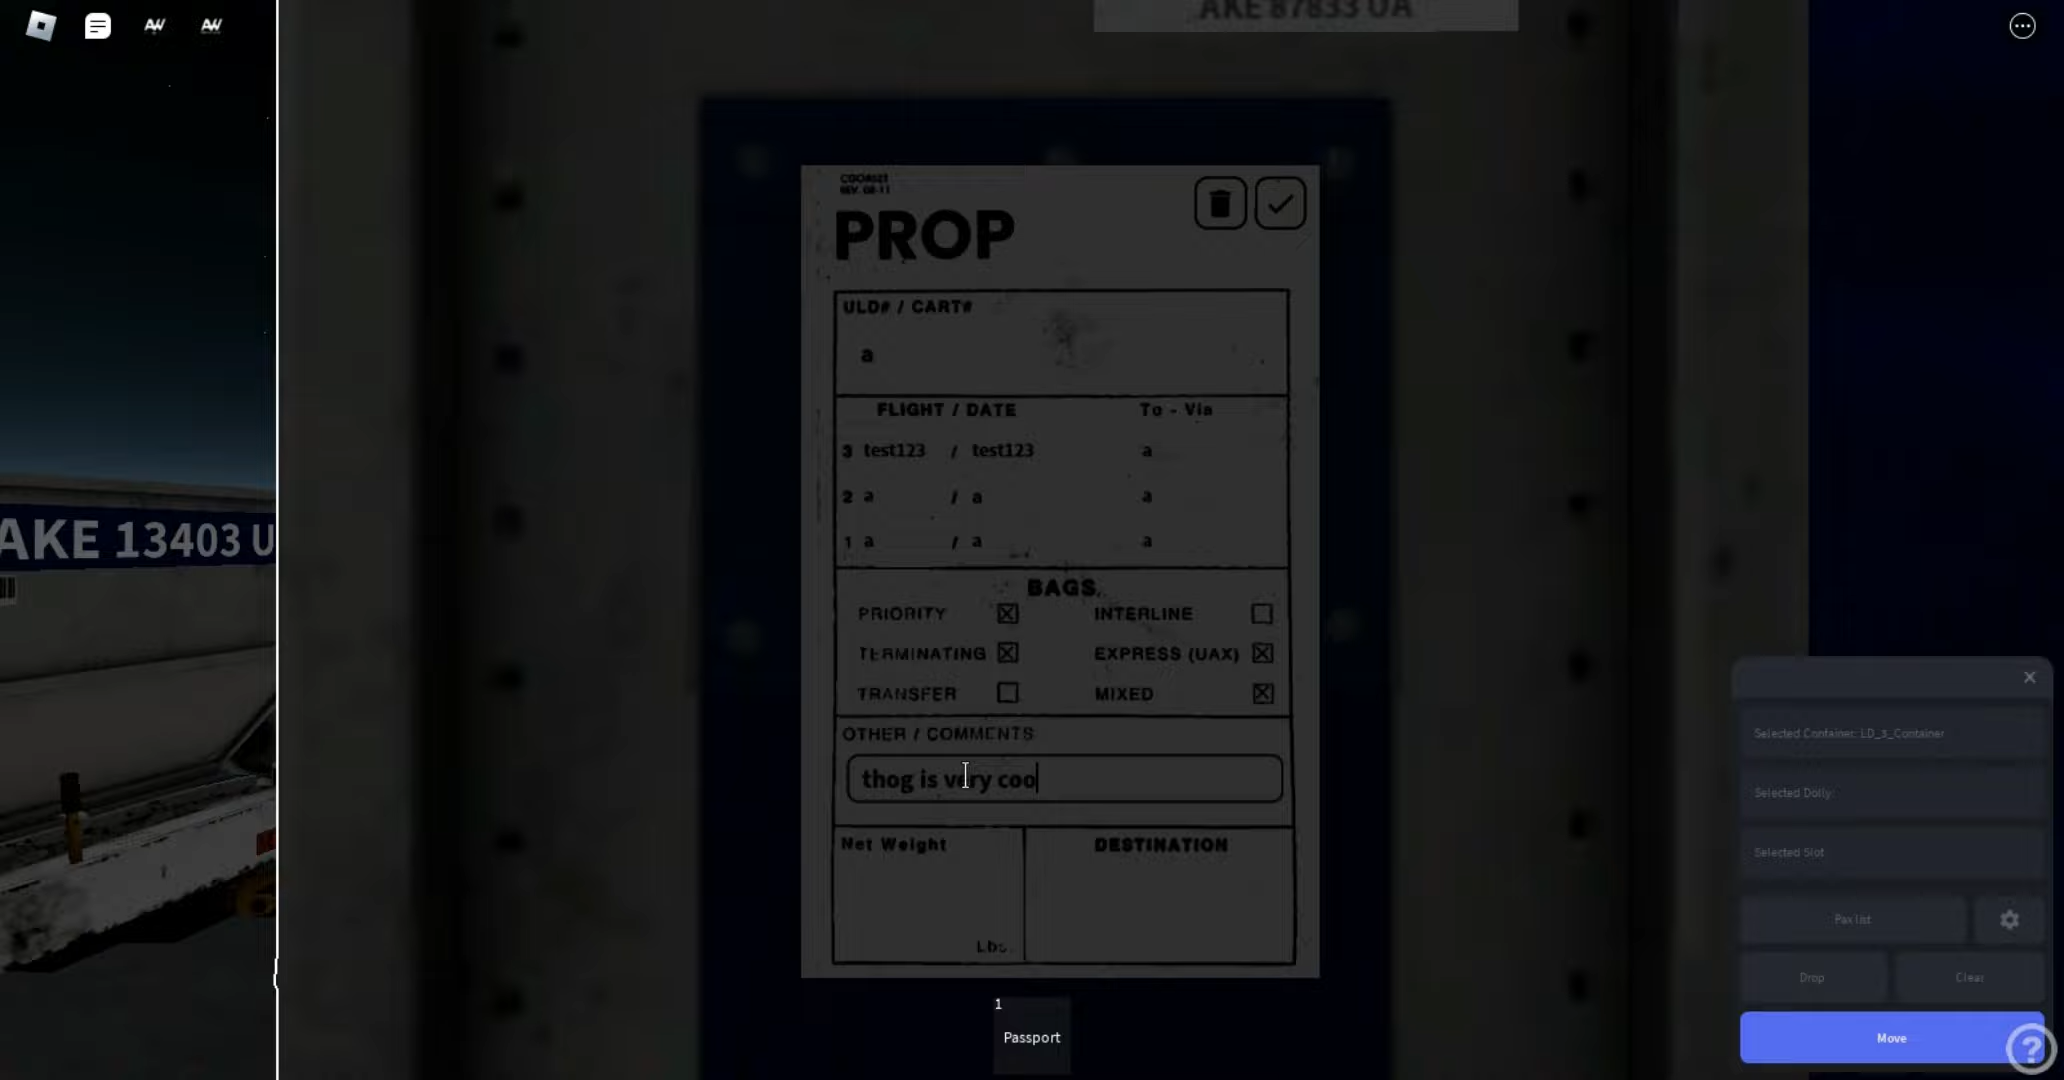 AKE 87833 UA
PROP
ULD# / CART#
a
FLIGHT / DATE To - Via
3 test123 / test123 a
2 a / a a
1 a / a a
BAGS
PRIORITY INTERLINE
TERMINATING EXPRESS (UAX)
TRANSFER MIXED
OTHER / COMMENTS
thog is very coo
Net Weight DESTINATION
Lbs.
AKE 13403 U
1
Passport
Selected Container: LD_3_Container
Selected Dolly:
Selected Slot:
Pax list
Drop Clear
Move
?